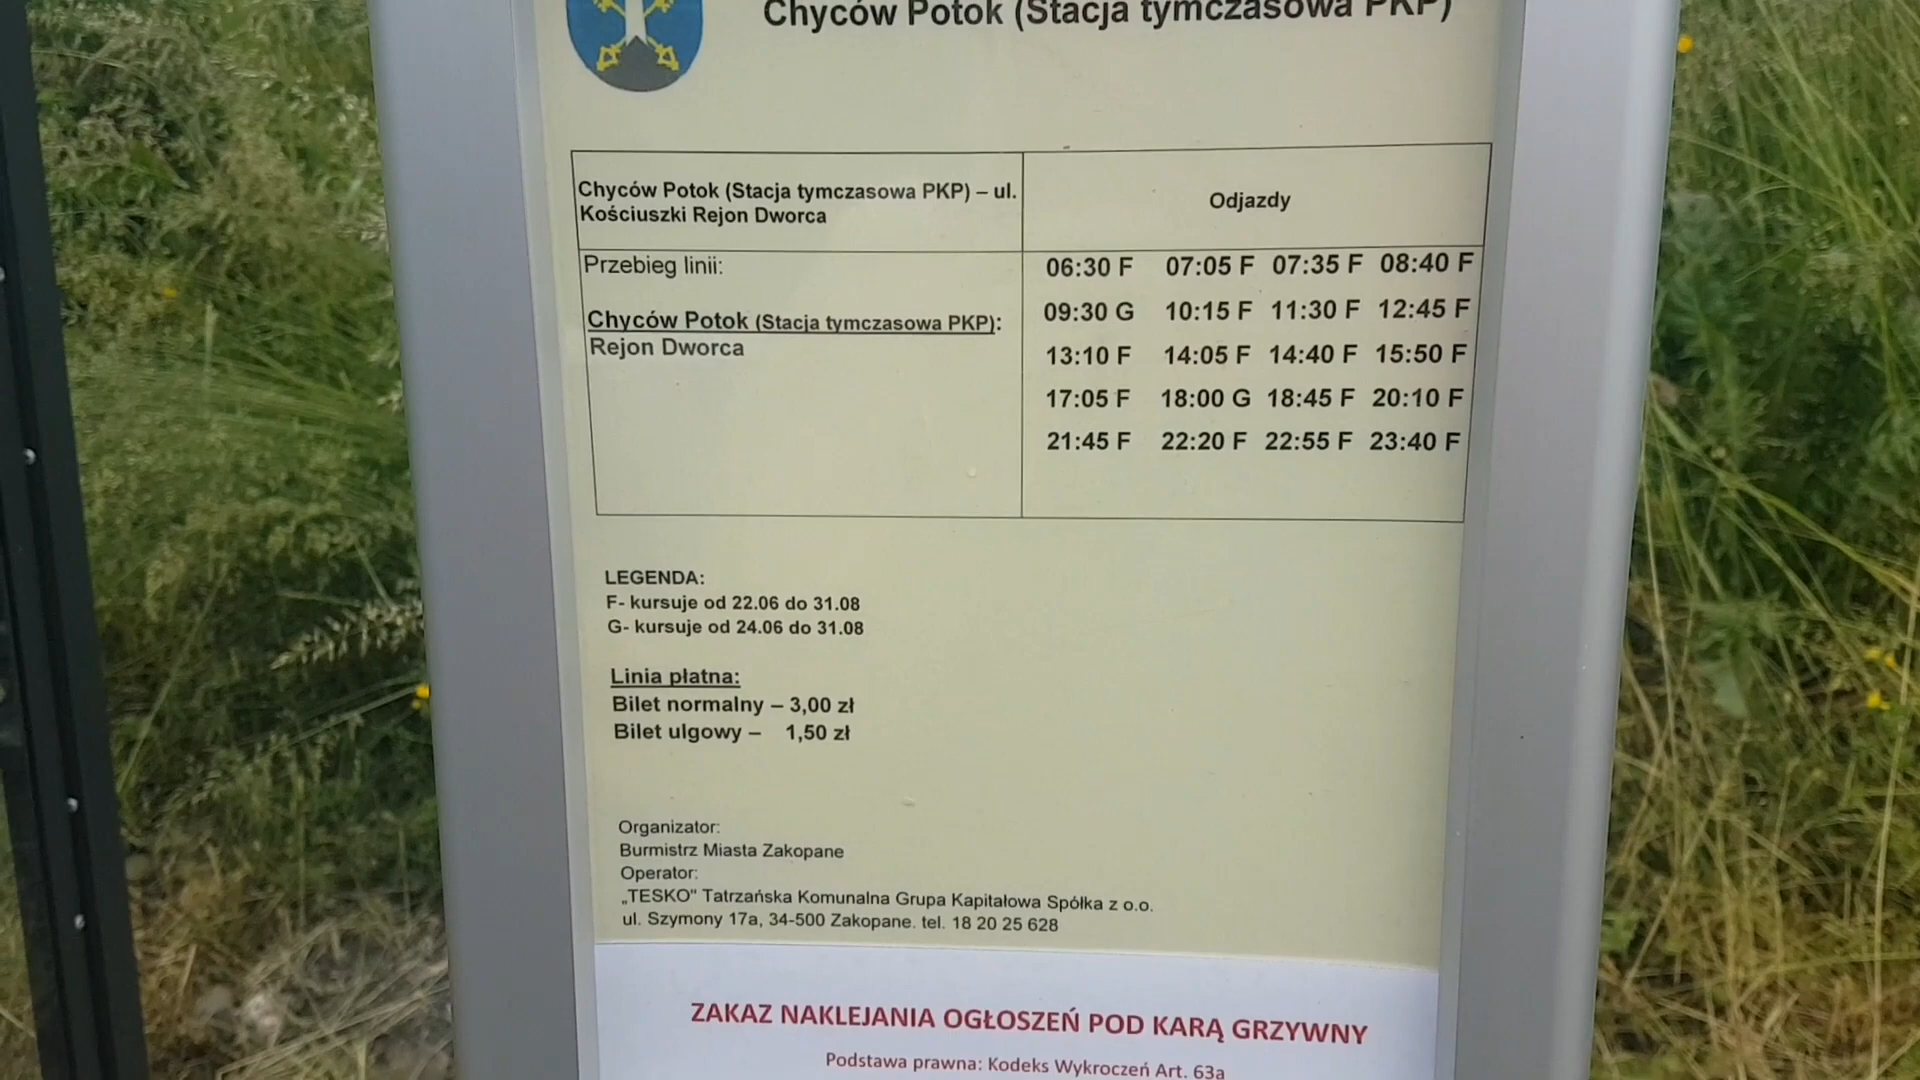 Chyców Potok (Stacja tymczasowa PKP)
Chyców Potok (Stacja tymczasowa PKP) – ul.
Kościuszki Rejon Dworca
Odjazdy
Przebieg linii:
Chyców Potok (Stacja tymczasowa PKP):
Rejon Dworca
06:30 F 07:05 F 07:35 F 08:40 F
09:30 G 10:15 F 11:30 F 12:45 F
13:10 F 14:05 F 14:40 F 15:50 F
17:05 F 18:00 G 18:45 F 20:10 F
21:45 F 22:20 F 22:55 F 23:40 F
LEGENDA:
F- kursuje od 22.06 do 31.08
G- kursuje od 24.06 do 31.08
Linia płatna:
Bilet normalny – 3,00 zł
Bilet ulgowy – 1,50 zł
Organizator:
Burmistrz Miasta Zakopane
Operator:
„TESKO" Tatrzańska Komunalna Grupa Kapitałowa Spółka z o.o.
ul. Szymony 17a, 34-500 Zakopane. tel. 18 20 25 628
ZAKAZ NAKLEJANIA OGŁOSZEŃ POD KARĄ GRZYWNY
Podstawa prawna: Kodeks Wykroczeń Art. 63a